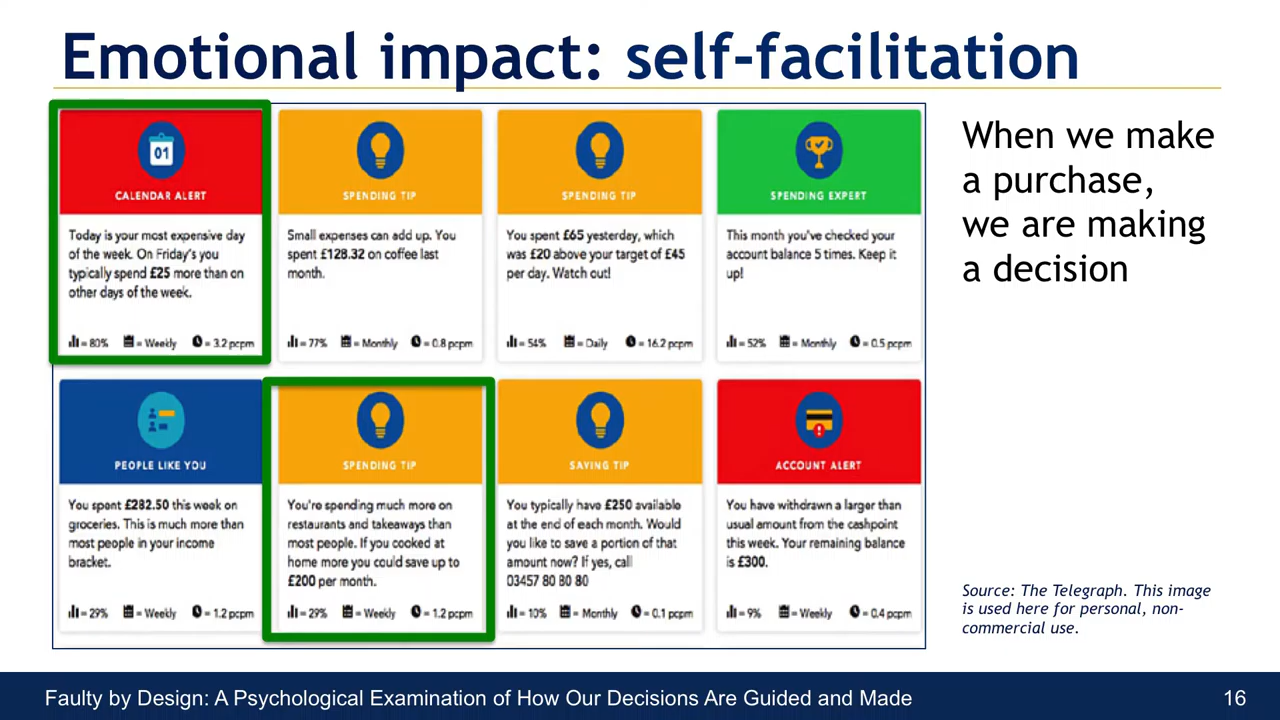 Emotional impact: self-facilitation
01
CALENDAR ALERT
Today is your most expensive day
of the week. On Friday's you
typically spend £25 more than on
other days of the week.
= 80% = Weekly = 3.2 pcpm
SPENDING TIP
Small expenses can add up. You
spent £128.32 on coffee last
month.
= 77% = Monthly = 0.8 pcpm
SPENDING TIP
You spent £65 yesterday, which
was £20 above your target of £45
per day. Watch out!
= 54% = Daily = 16.2 pcpm
SPENDING EXPERT
This month you've checked your
account balance 5 times. Keep it
up!
= 52% = Monthly = 0.5 pcpm
PEOPLE LIKE YOU
You spent £282.50 this week on
groceries. This is much more than
most people in your income
bracket.
= 29% = Weekly = 1.2 pcpm
SPENDING TIP
You're spending much more on
restaurants and takeaways than
most people. If you cooked at
home more you could save up to
£200 per month.
= 29% = Weekly = 1.2 pcpm
SAVING TIP
You typically have £250 available
at the end of each month. Would
you like to save a portion of that
amount now? If yes, call
03457 80 80 80
= 10% = Monthly = 0.1 pcpm
ACCOUNT ALERT
You have withdrawn a larger than
usual amount from the cashpoint
this week. Your remaining balance
is £300.
= 9% = Weekly = 0.4 pcpm
When we make
a purchase,
we are making
a decision
Source: The Telegraph. This image
is used here for personal, non-
commercial use.
Faulty by Design: A Psychological Examination of How Our Decisions Are Guided and Made
16